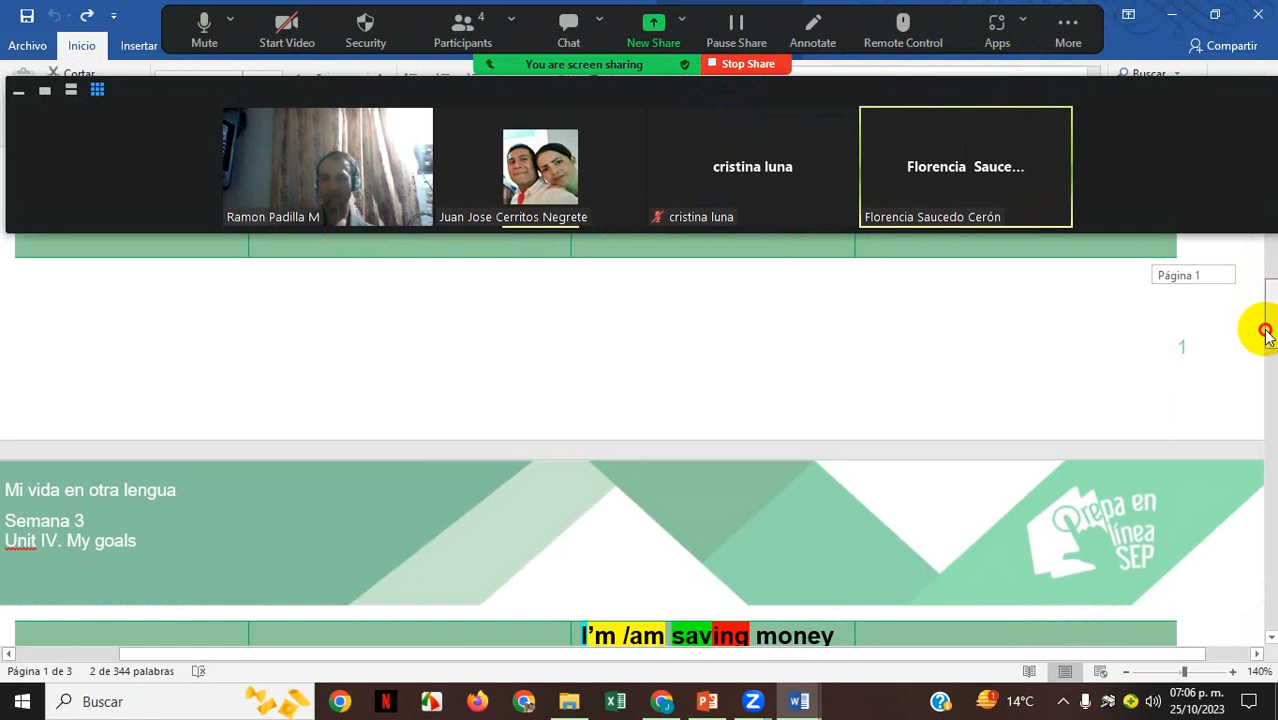 Archivo Inicio Insertar
Mute Start Video Security Participants 4 Chat New Share Pause Share Annotate Remote Control Apps More
Compartir
You are screen sharing Stop Share
Cortar
Buscar
cristina luna
Florencia Sauce...
Ramon Padilla M
Juan Jose Cerritos Negrete
cristina luna
Florencia Saucedo Cerón
Página 1
1
Mi vida en otra lengua
Semana 3
Unit IV. My goals
Prepa en
línea
SEP
I'm /am saving money
Página 1 de 3 2 de 344 palabras 140%
Buscar
14°C
07:06 p. m.
25/10/2023